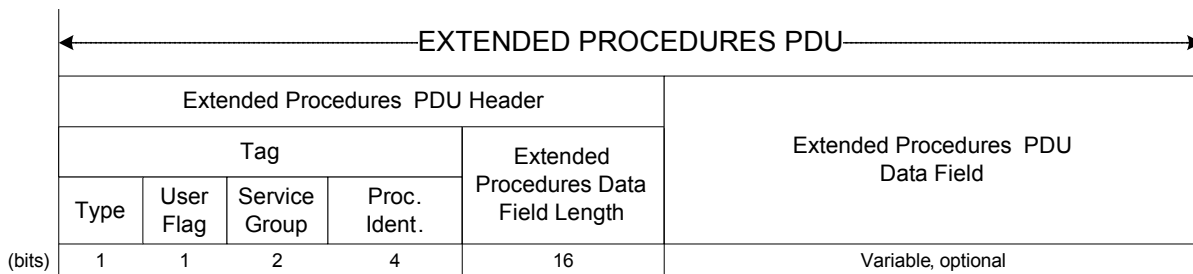 EXTENDED PROCEDURES PDU
Extended Procedures PDU Header
Extended Procedures PDU
Data Field
Tag
Extended
Procedures Data
Field Length
Type
User
Flag
Service
Group
Proc.
Ident.
(bits) 1 1 2 4 16 Variable, optional